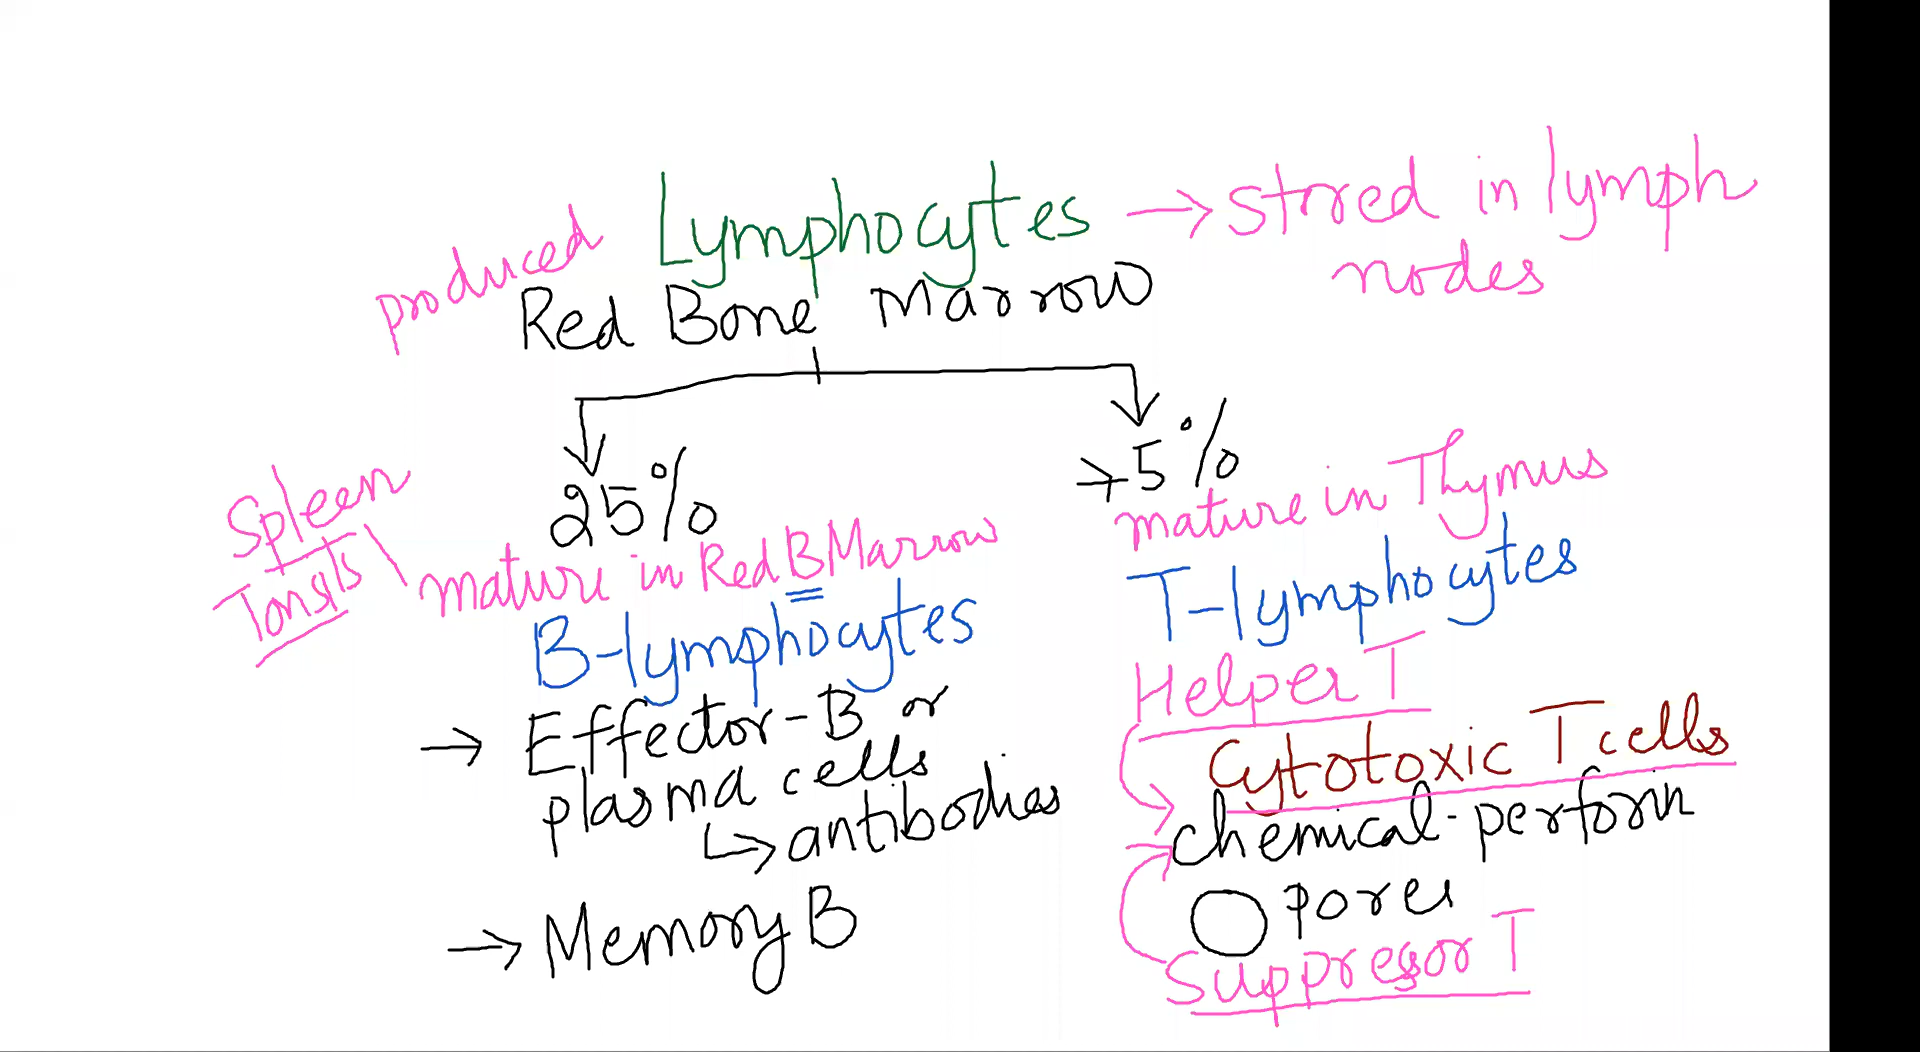 produced Lymphocytes → stored in lymph
nodes
Red Bone Marrow
25%
75%
Spleen
Tonsils
mature in Red B Marrow
B-lymphocytes
→ Effector-B or
plasma cells
↳ antibodies
→ Memory B
mature in Thymus
T-lymphocytes
Helper T
Cytotoxic T cells
chemical-perforin
pores
Suppresor T